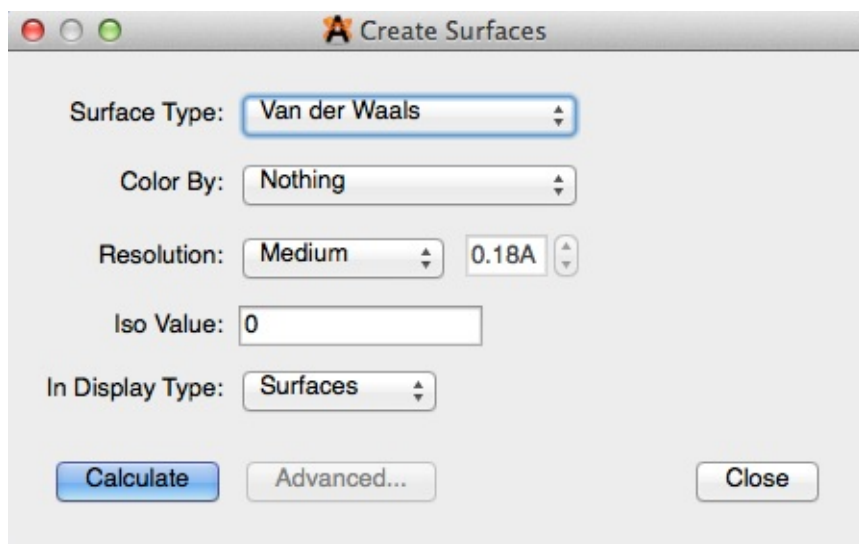 Create Surfaces
Surface Type: Van der Waals
Color By: Nothing
Resolution: Medium 0.18A
Iso Value: 0
In Display Type: Surfaces
Calculate Advanced... Close